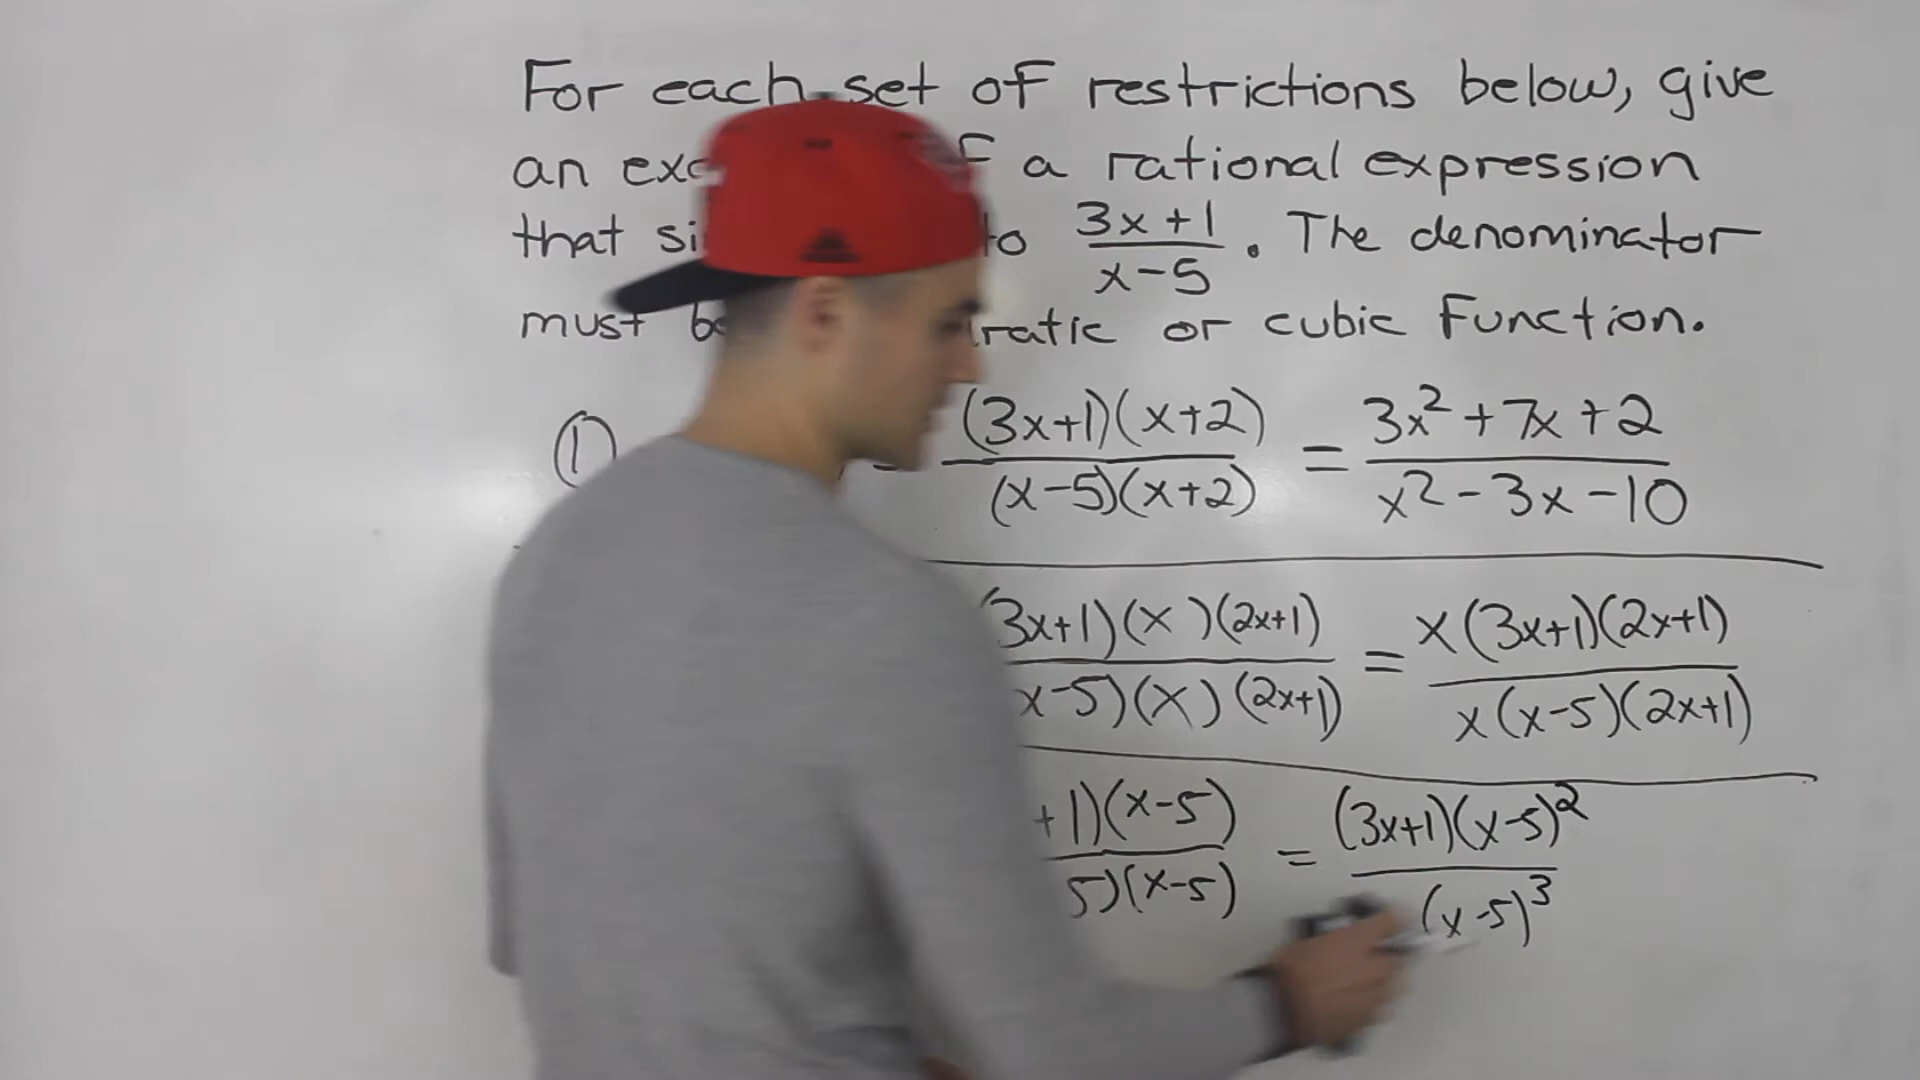 For each set of restrictions below, give
an of a rational expression
that to (3x+1)/(x-5). The denominator
must or cubic function.
① (3x+1)(x+2)/(x-5)(x+2) = (3x²+7x+2)/(x²-3x-10)
(3x+1)(x)(2x+1)/(x-5)(x)(2x+1) = x(3x+1)(2x+1)/x(x-5)(2x+1)
+1)(x-5)/5)(x-5) = (3x+1)(x-5)²/(x-5)³